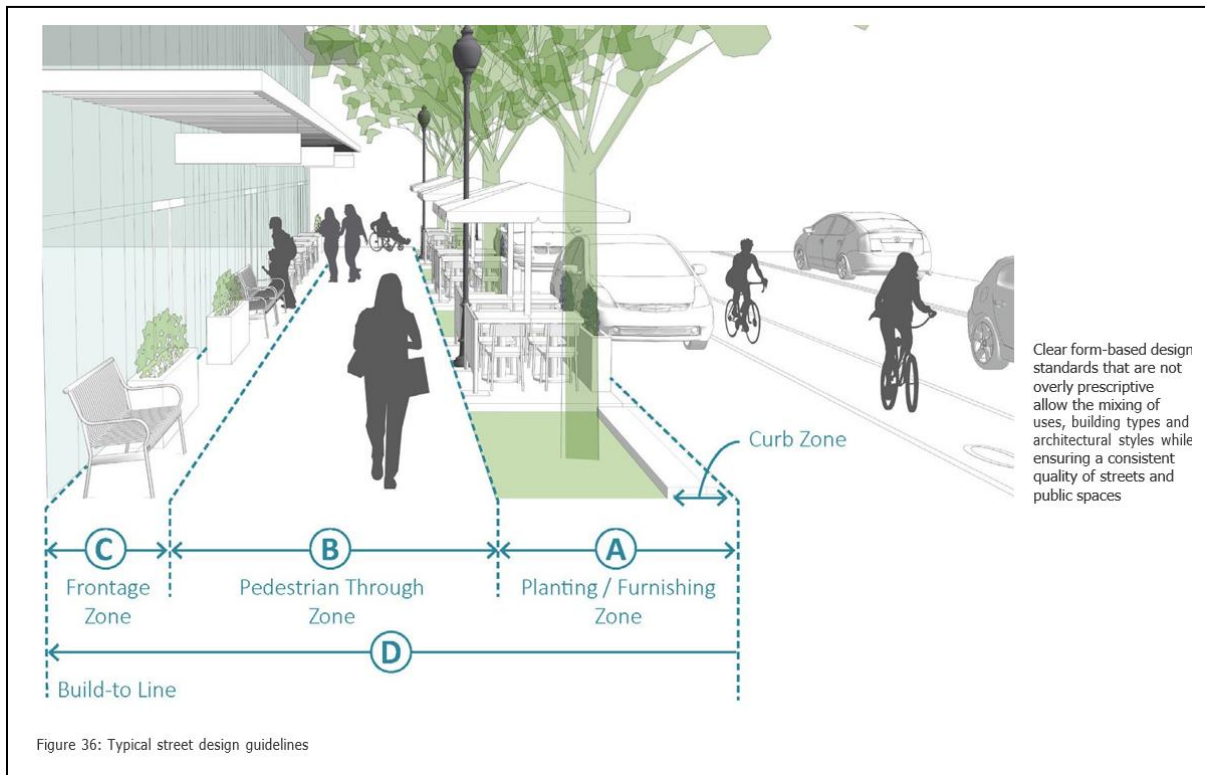 Clear form-based design
standards that are not
overly prescriptive
allow the mixing of
uses, building types and
architectural styles while
ensuring a consistent
quality of streets and
public spaces
Curb Zone
C
B
A
Frontage
Zone
Pedestrian Through
Zone
Planting / Furnishing
Zone
D
Build-to Line
Figure 36: Typical street design guidelines